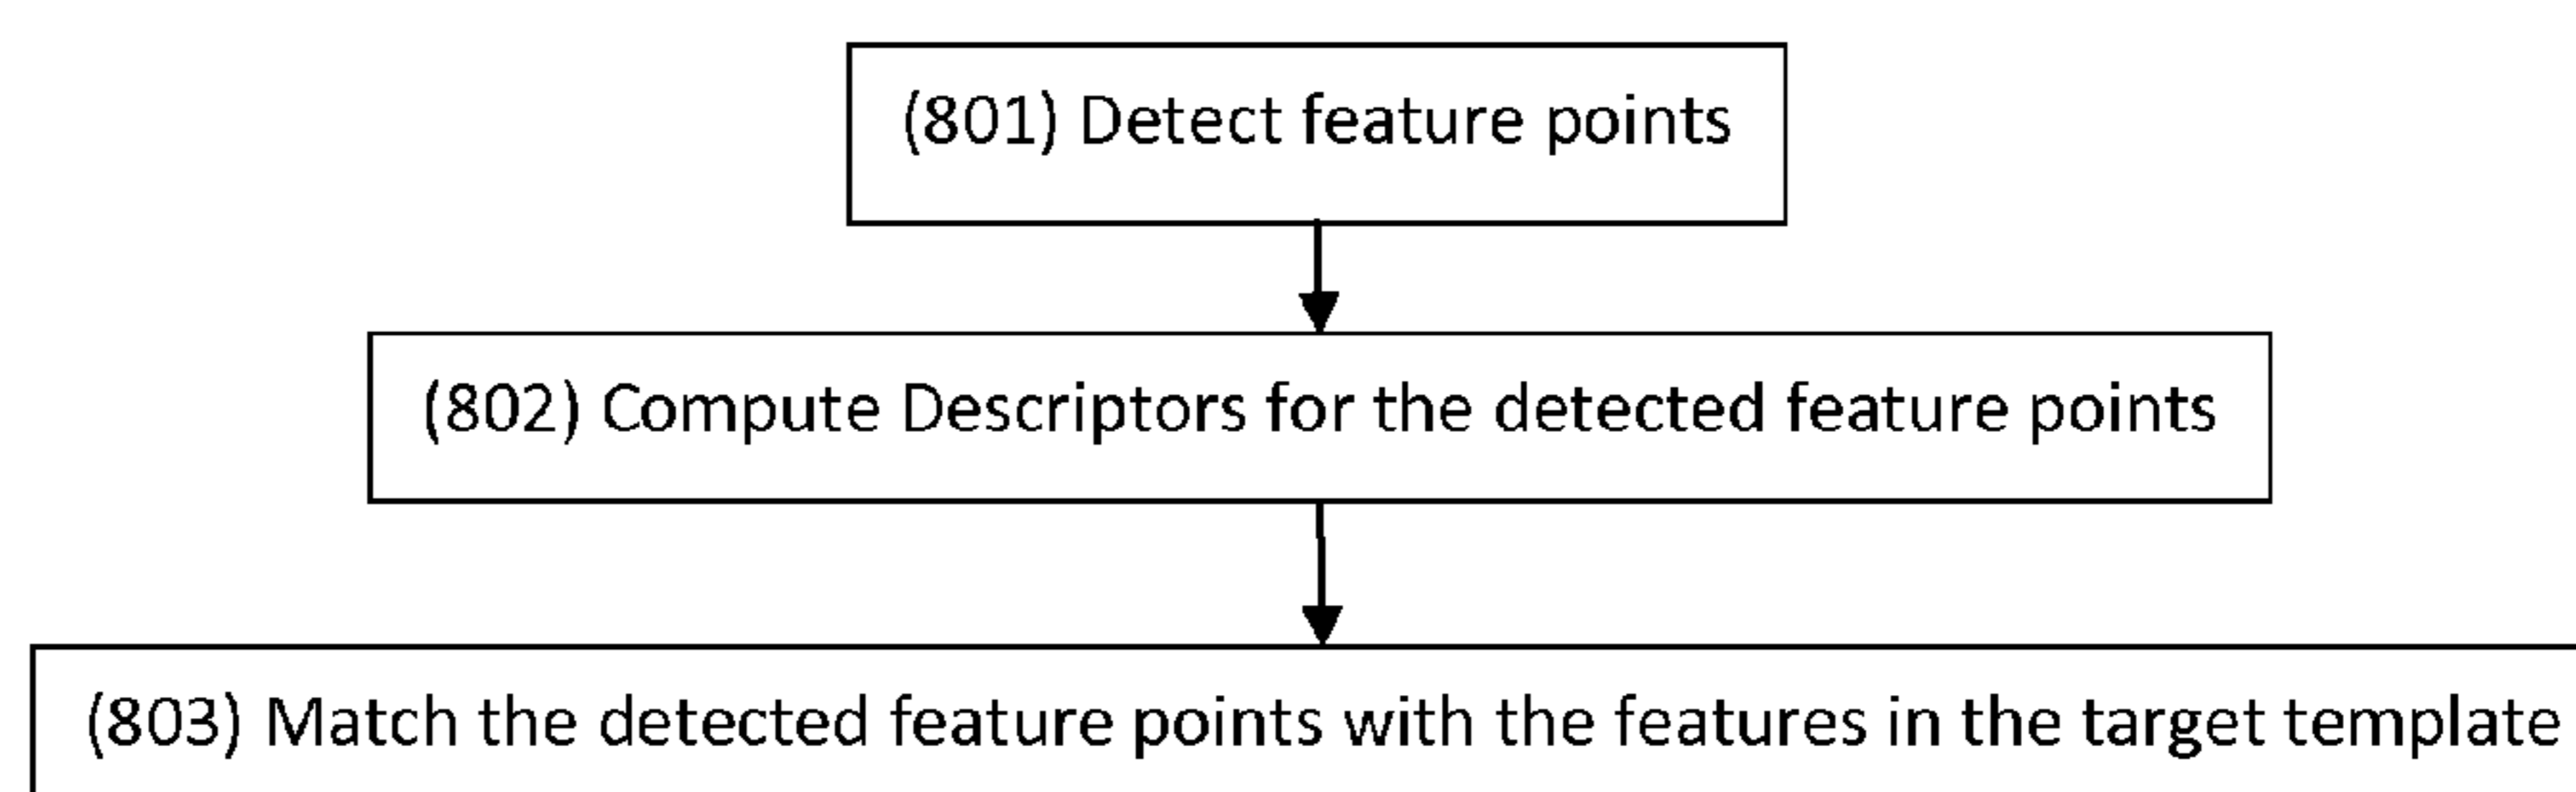 (801) Detect feature points
(802) Compute Descriptors for the detected feature points
(803) Match the detected feature points with the features in the target template